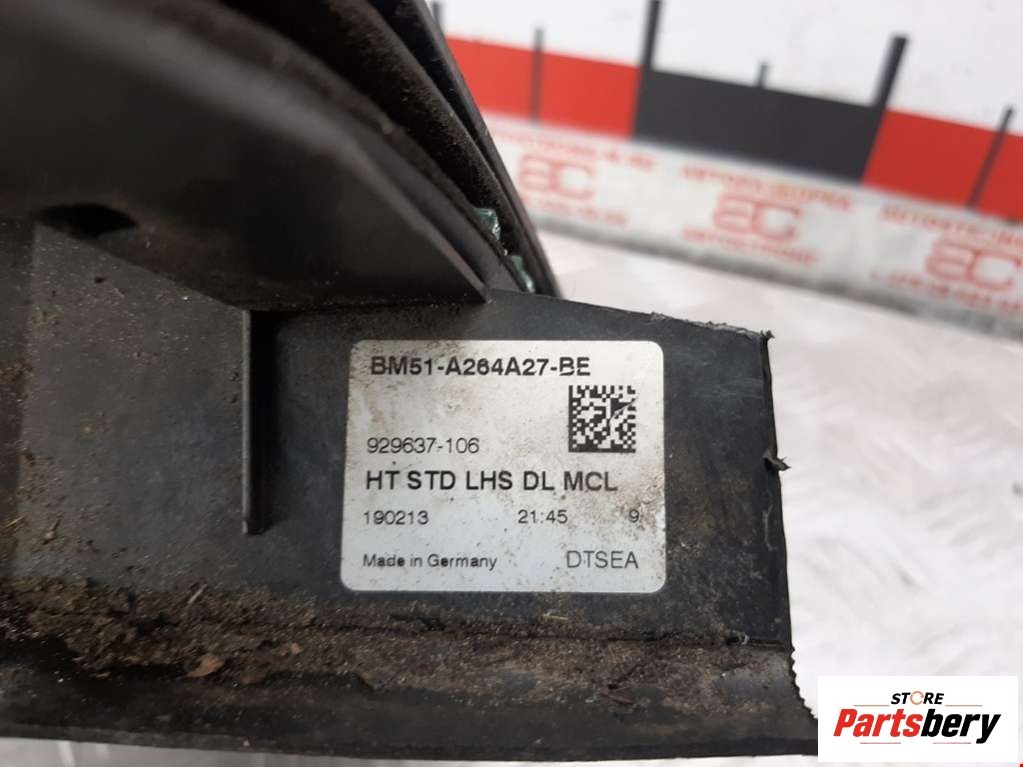 BM51-A264A27-BE
929637-106
HT STD LHS DL MCL
190213 21:45 9
Made in Germany DTSEA
STORE
Partsbery